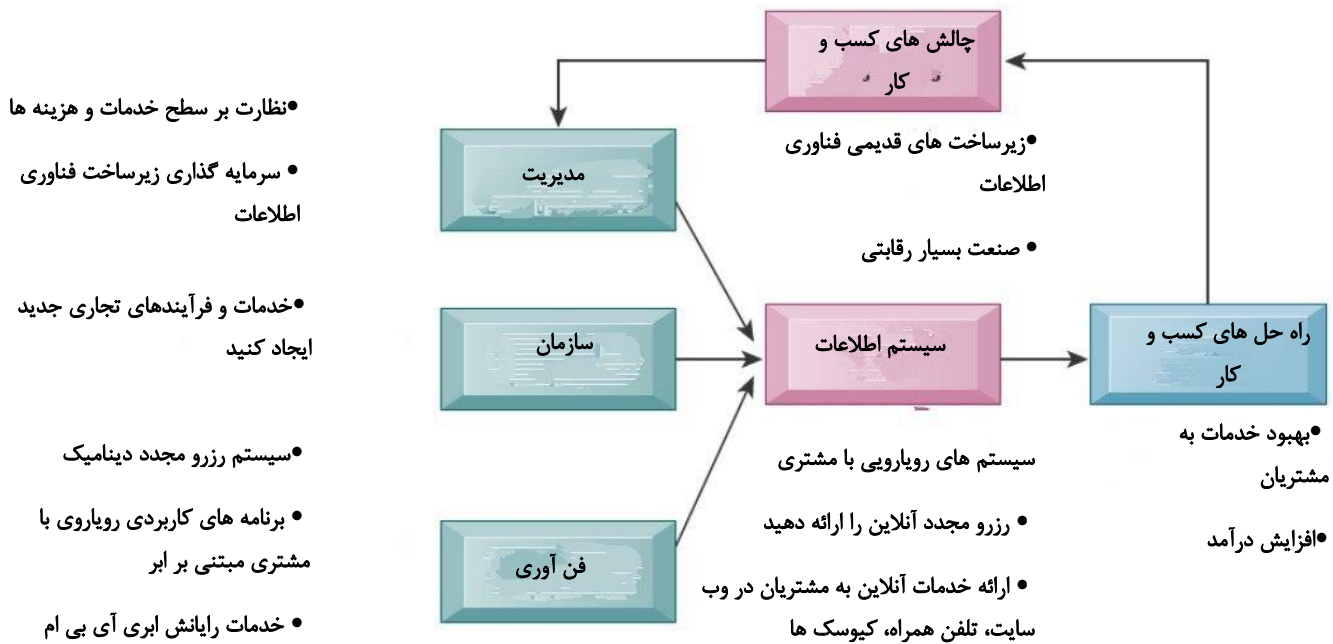 چالش های کسب و
کار
•نظارت بر سطح خدمات و هزینه ها
• سرمایه گذاری زیرساخت فناوری
اطلاعات
مدیریت
•زیرساخت های قدیمی فناوری
اطلاعات
• صنعت بسیار رقابتی
•خدمات و فرآیندهای تجاری جدید
ایجاد کنید
سازمان
سیستم اطلاعات
راه حل های کسب و
کار
•بهبود خدمات به
مشتریان
•افزایش درآمد
•سیستم رزرو مجدد دینامیک
• برنامه های کاربردی رویاروی با
مشتری مبتنی بر ابر
• خدمات رایانش ابری آی بی ام
فن آوری
سیستم های رویارویی با مشتری
• رزرو مجدد آنلاین را ارائه دهید
• ارائه خدمات آنلاین به مشتریان در وب
سایت، تلفن همراه، کیوسک ها